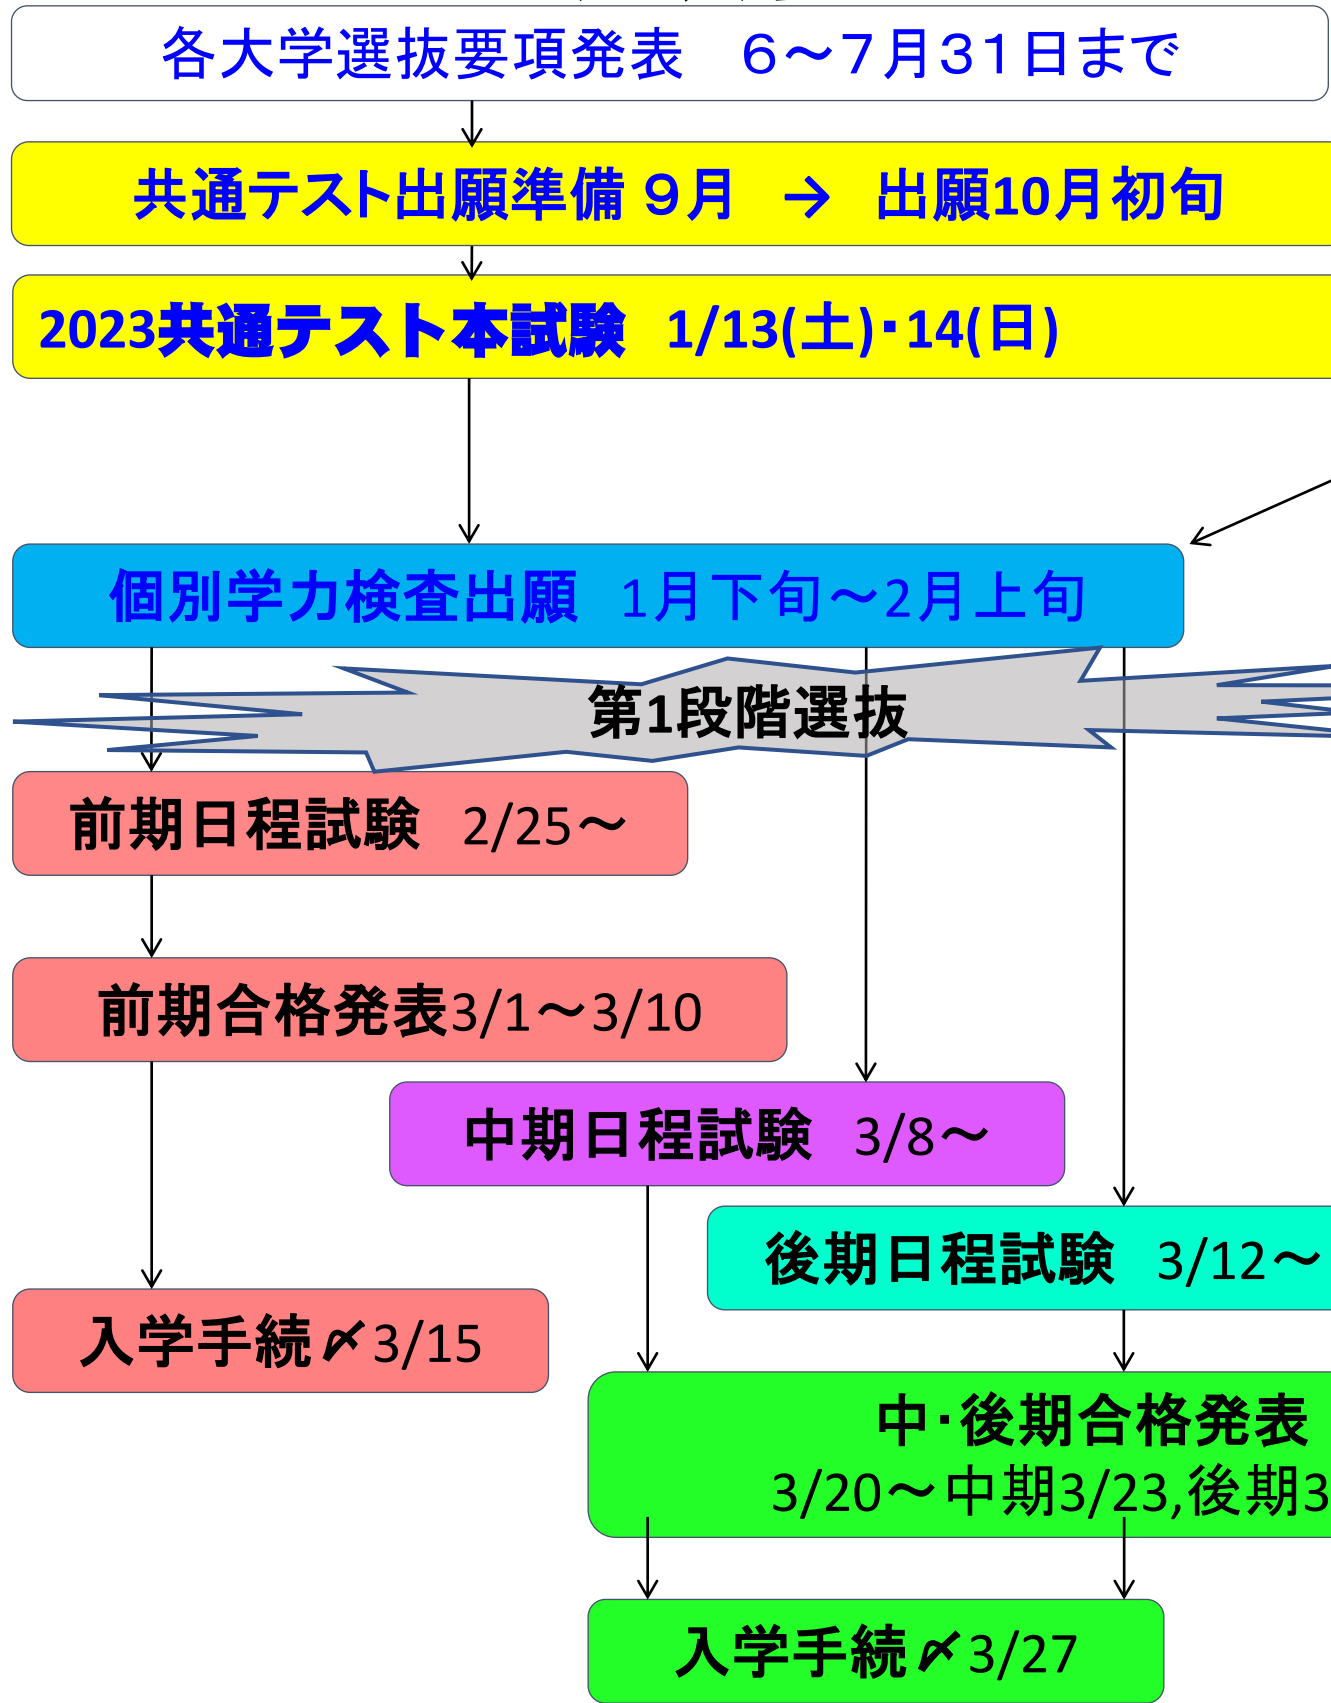 各大学選抜要項発表　６～７月３１日まで
共通テスト出願準備 ９月　→　出願10月初旬
2023共通テスト本試験　1/13(土)・14(日)
個別学力検査出願　1月下旬～2月上旬
第1段階選抜
前期日程試験　2/25～
前期合格発表3/1～3/10
中期日程試験　3/8～
後期日程試験　3/12～
入学手続〆3/15
中・後期合格発表
3/20～中期3/23,後期3
入学手続〆3/27